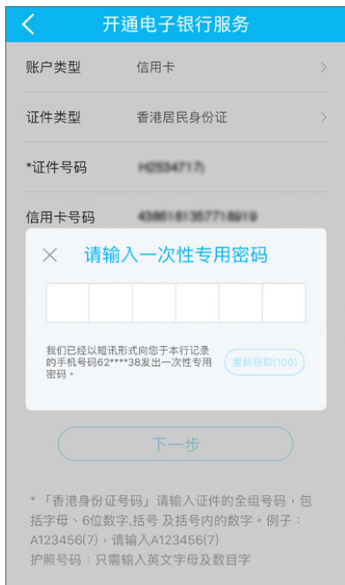 开通电子银行服务
账户类型 信用卡
证件类型 香港居民身份证
*证件号码
信用卡号码
请输入一次性专用密码
我们已经以短讯形式向您于本行记录
的手机号码62****38发出一次性专用
密码。
重新获取(100)
下一步
* 「香港身份证号码」请输入证件的全组号码，包
括字母、6位数字,括号 及括号内的数字。例子：
A123456(7)，请输入A123456(7)
护照号码：只需输入英文字母及数目字